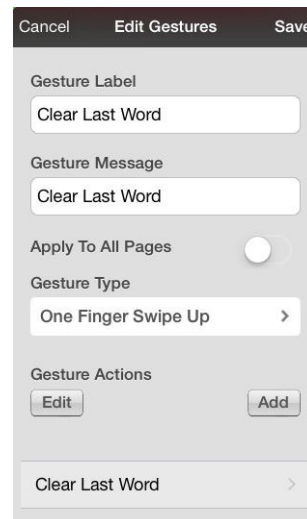 Cancel Edit Gestures Save
Gesture Label
Clear Last Word
Gesture Message
Clear Last Word
Apply To All Pages
Gesture Type
One Finger Swipe Up
Gesture Actions
Edit Add
Clear Last Word